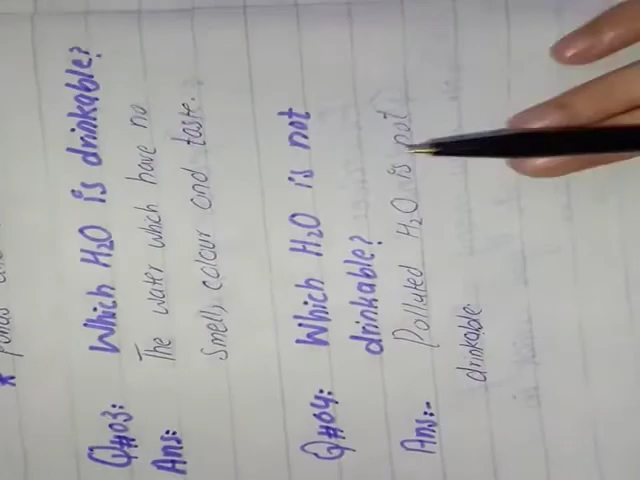 Q#03: Which H2O is drinkable?
Ans: The water which have no
smell, colour and taste.
Q#04: Which H2O is not
drinkable?
Ans:- Polluted H2O is not
drinkable.